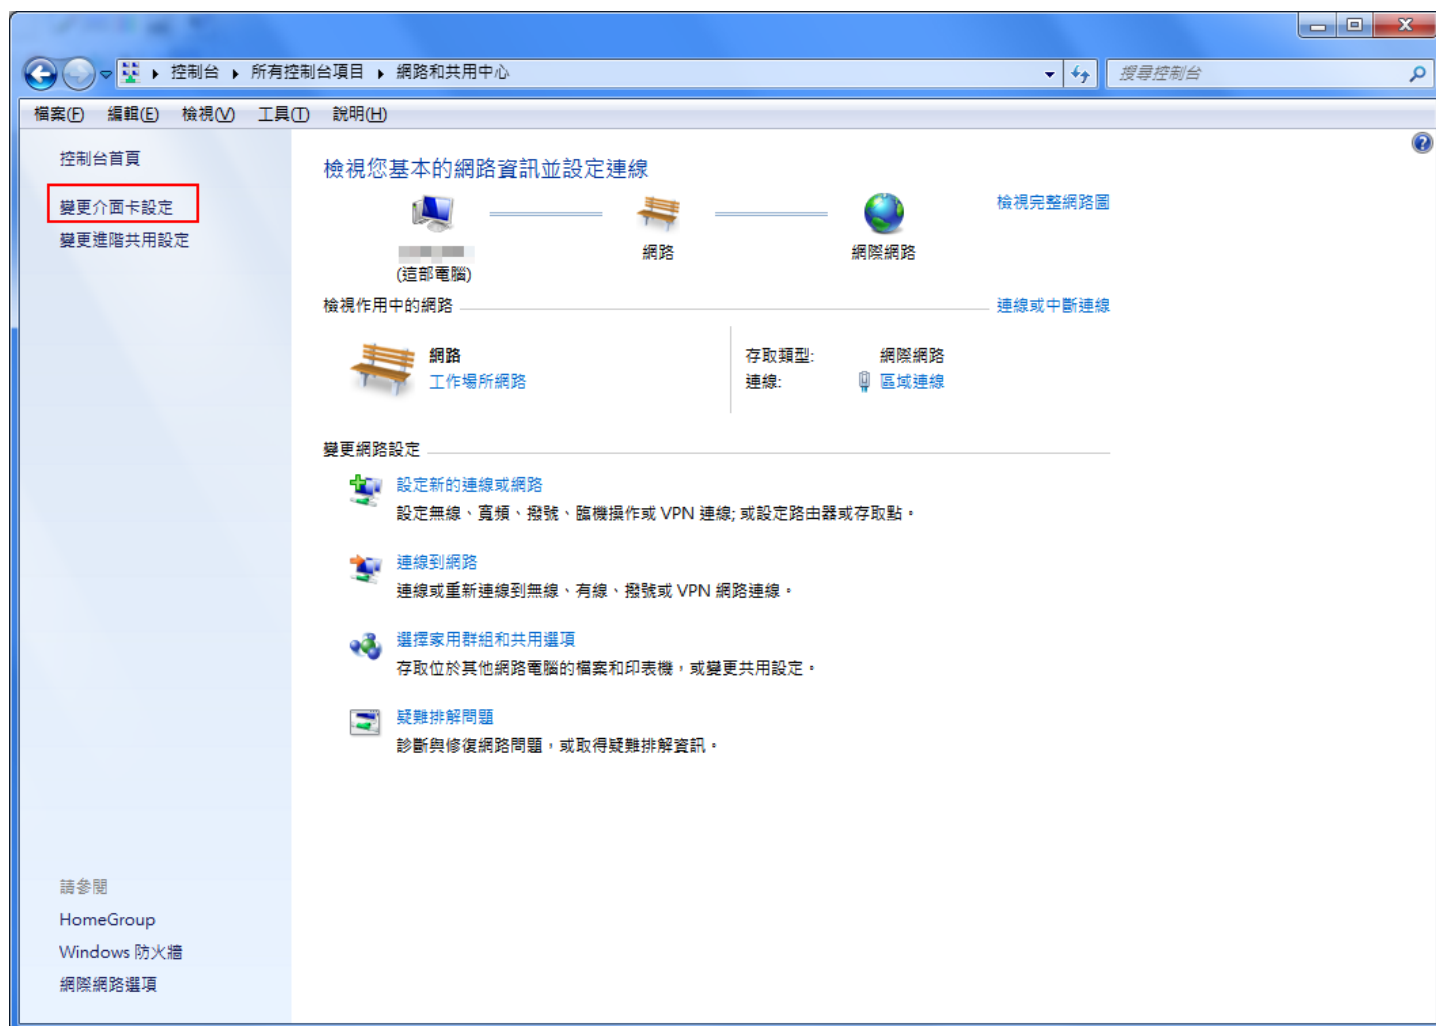 控制台 ▸ 所有控制台項目 ▸ 網路和共用中心
搜尋控制台
檔案(F) 編輯(E) 檢視(V) 工具(T) 說明(H)
控制台首頁
變更介面卡設定
變更進階共用設定
檢視您基本的網路資訊並設定連線
檢視完整網路圖
(這部電腦)
網路
網際網路
檢視作用中的網路
連線或中斷連線
網路
工作場所網路
存取類型: 網際網路
連線: 區域連線
變更網路設定
設定新的連線或網路
設定無線、寬頻、撥號、臨機操作或 VPN 連線; 或設定路由器或存取點。
連線到網路
連線或重新連線到無線、有線、撥號或 VPN 網路連線。
選擇家用群組和共用選項
存取位於其他網路電腦的檔案和印表機，或變更共用設定。
疑難排解問題
診斷與修復網路問題，或取得疑難排解資訊。
請參閱
HomeGroup
Windows 防火牆
網際網路選項